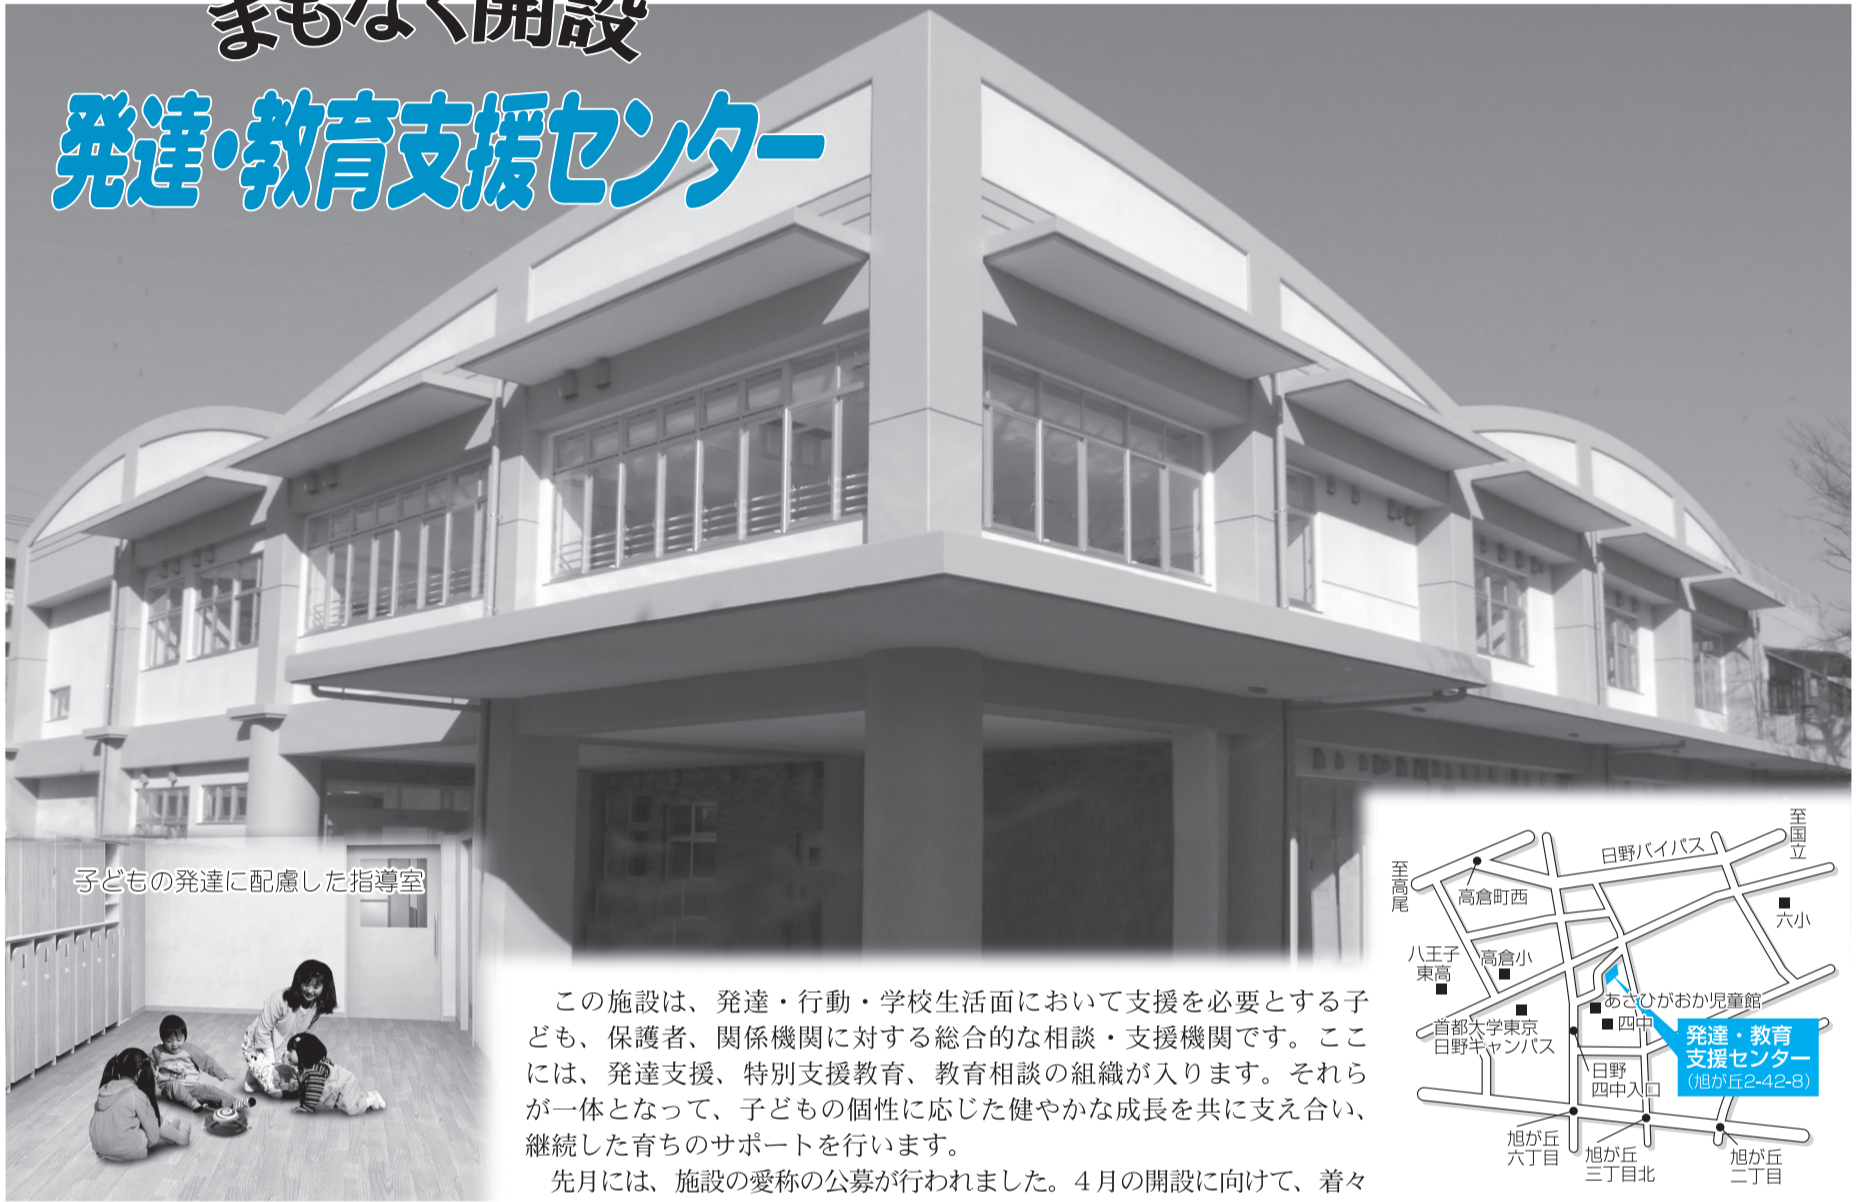 まもなく開設
発達・教育支援センター
子どもの発達に配慮した指導室
この施設は、発達・行動・学校生活面において支援を必要とする子
ども、保護者、関係機関に対する総合的な相談・支援機関です。ここ
には、発達支援、特別支援教育、教育相談の組織が入ります。それら
が一体となって、子どもの個性に応じた健やかな成長を共に支え合い、
継続した育ちのサポートを行います。
先月には、施設の愛称の公募が行われました。４月の開設に向けて、着々
至国立
日野バイパス
至高尾
高倉町西
六小
八王子
東高
高倉小
あさひがおか児童館
四中
首都大学東京
日野キャンパス
発達・教育
支援センター
（旭が丘2-42-8）
日野
四中入口
旭が丘
六丁目
旭が丘
三丁目北
旭が丘
二丁目